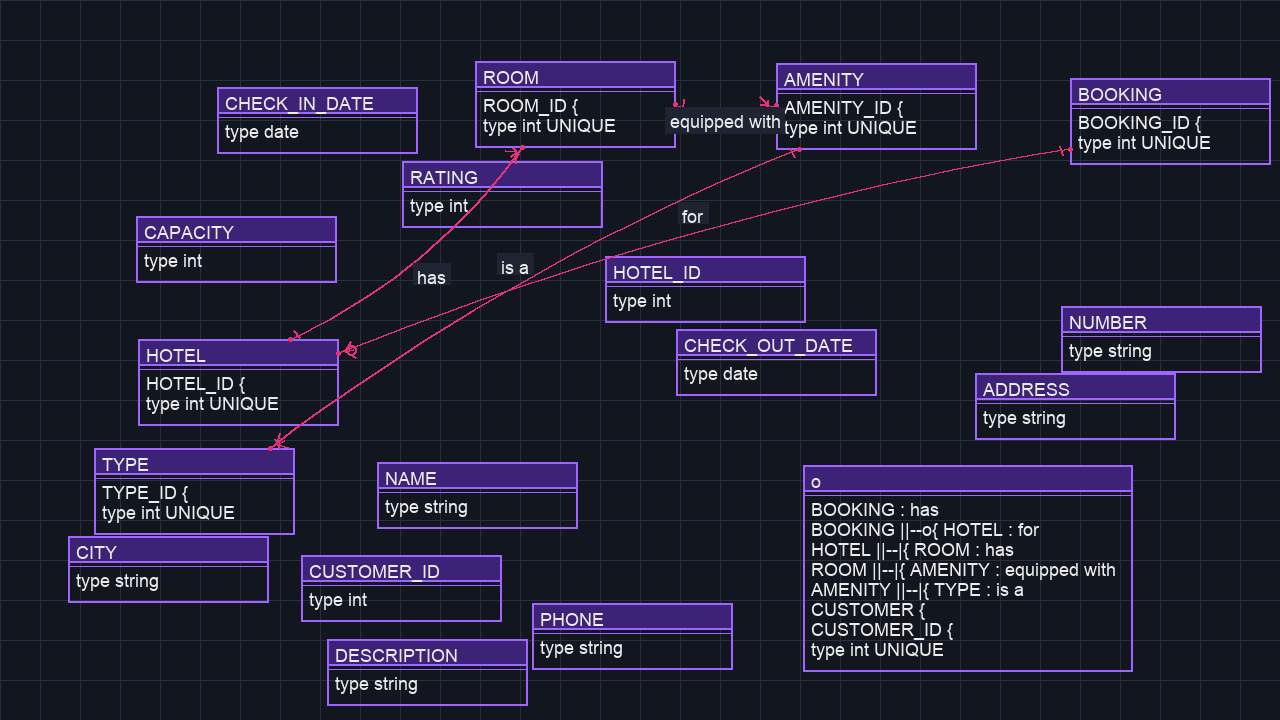 ROOM
ROOM_ID {
type int UNIQUE
AMENITY
AMENITY_ID {
type int UNIQUE
BOOKING
BOOKING_ID {
type int UNIQUE
CHECK_IN_DATE
type date
equipped with
RATING
type int
CAPACITY
type int
for
is a
has
HOTEL_ID
type int
NUMBER
type string
CHECK_OUT_DATE
type date
HOTEL
HOTEL_ID {
type int UNIQUE
ADDRESS
type string
TYPE
TYPE_ID {
type int UNIQUE
NAME
type string
o
BOOKING : has
BOOKING ||--o{ HOTEL : for
HOTEL ||--|{ ROOM : has
ROOM ||--|{ AMENITY : equipped with
AMENITY ||--|{ TYPE : is a
CUSTOMER {
CUSTOMER_ID {
type int UNIQUE
CITY
type string
CUSTOMER_ID
type int
PHONE
type string
DESCRIPTION
type string